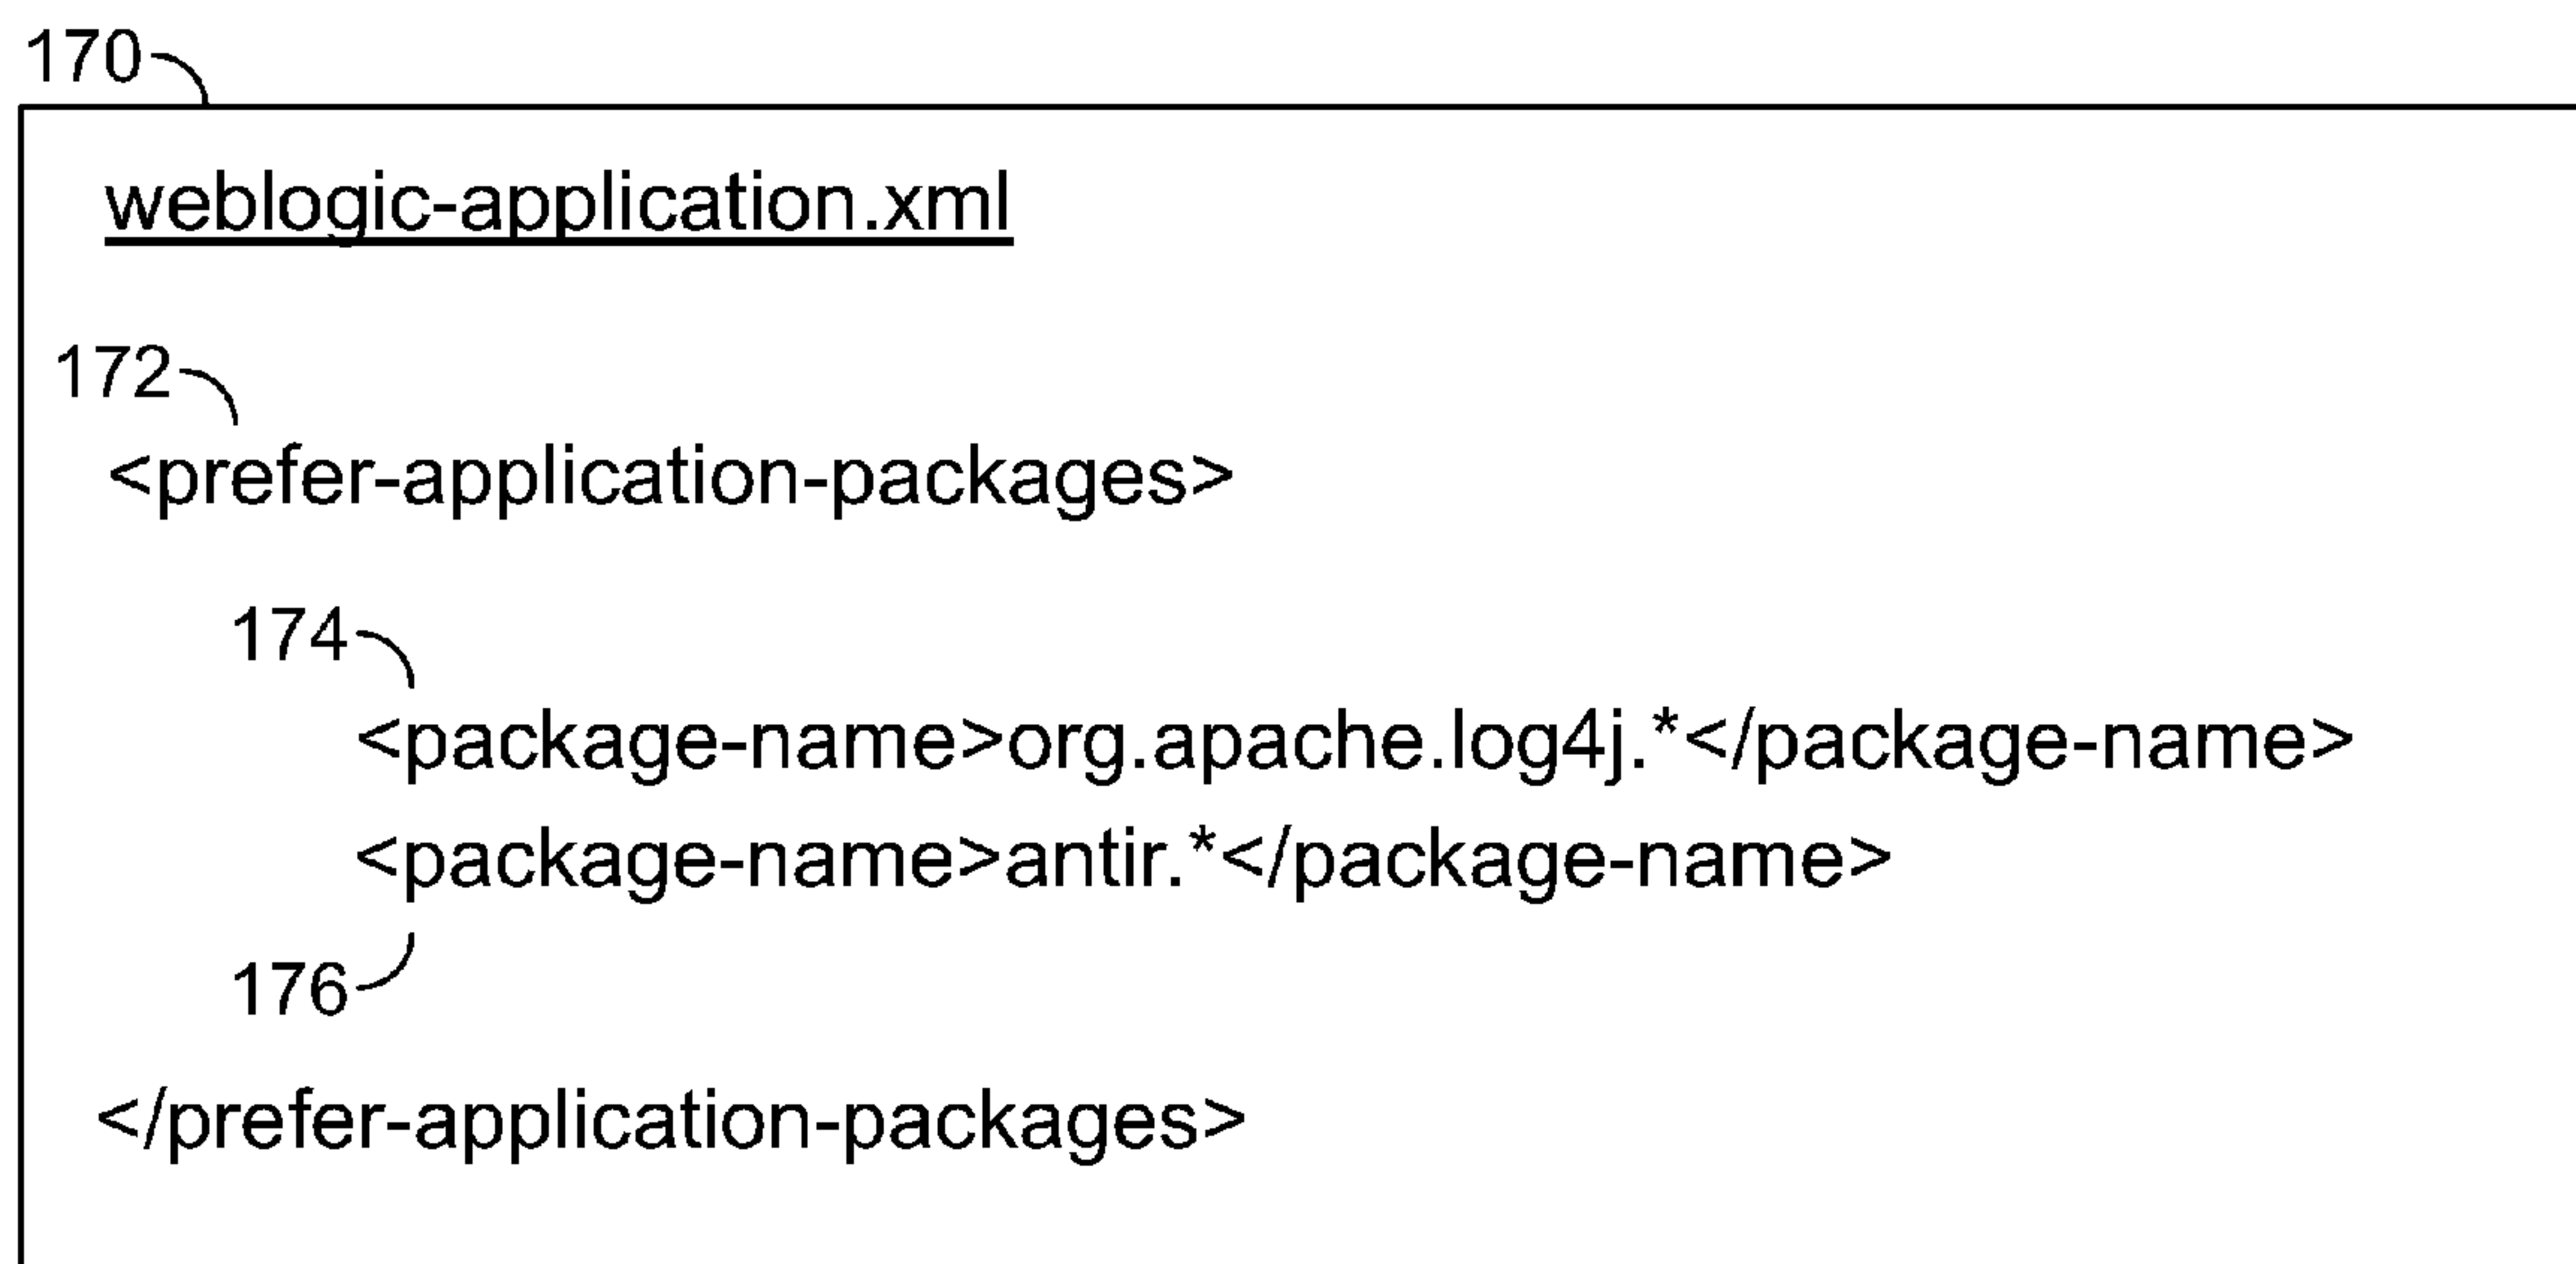 170
weblogic-application.xml
172
<prefer-application-packages>
174
<package-name>org.apache.log4j.*</package-name>
<package-name>antir.*</package-name>
176
</prefer-application-packages>